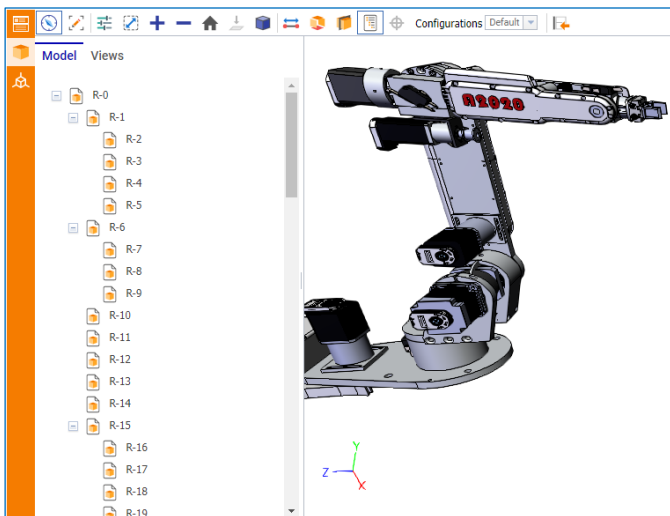 Configurations Default
Model Views
R-0
R-1
R-2
R-3
R-4
R-5
R-6
R-7
R-8
R-9
R-10
R-11
R-12
R-13
R-14
R-15
R-16
R-17
R-18
R-19
A2020
Y
Z
X